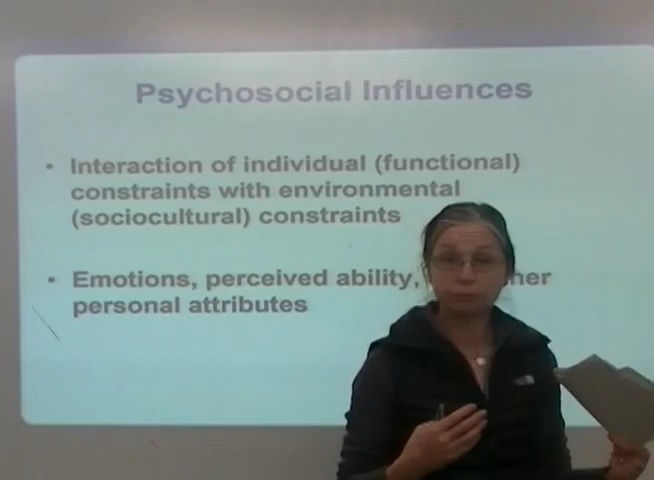 Psychosocial Influences
• Interaction of individual (functional)
constraints with environmental
(sociocultural) constraints
• Emotions, perceived ability,
personal attributes